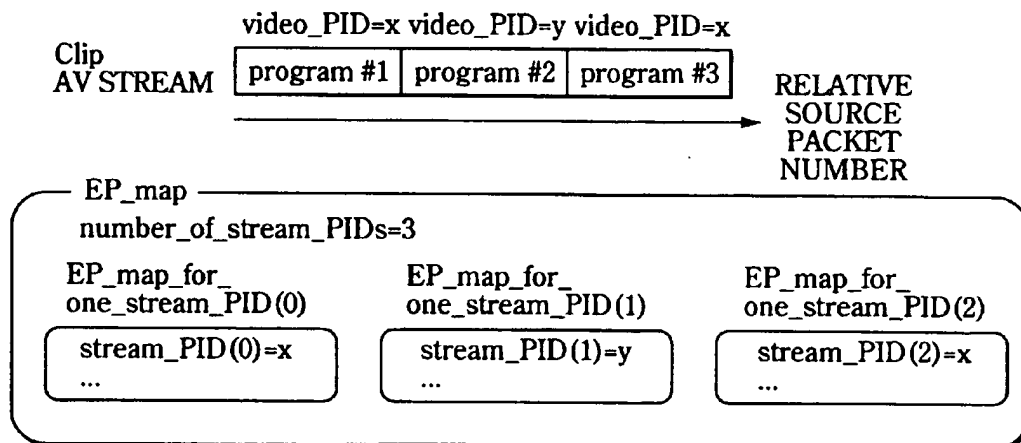 video_PID=x video_PID=y video_PID=x
Clip
AV STREAM
program #1 program #2 program #3
RELATIVE
SOURCE
PACKET
NUMBER
EP_map
number_of_stream_PIDs=3
EP_map_for_
one_stream_PID(0)
stream_PID(0)=x
...
EP_map_for_
one_stream_PID(1)
stream_PID(1)=y
...
EP_map_for_
one_stream_PID(2)
stream_PID(2)=x
...